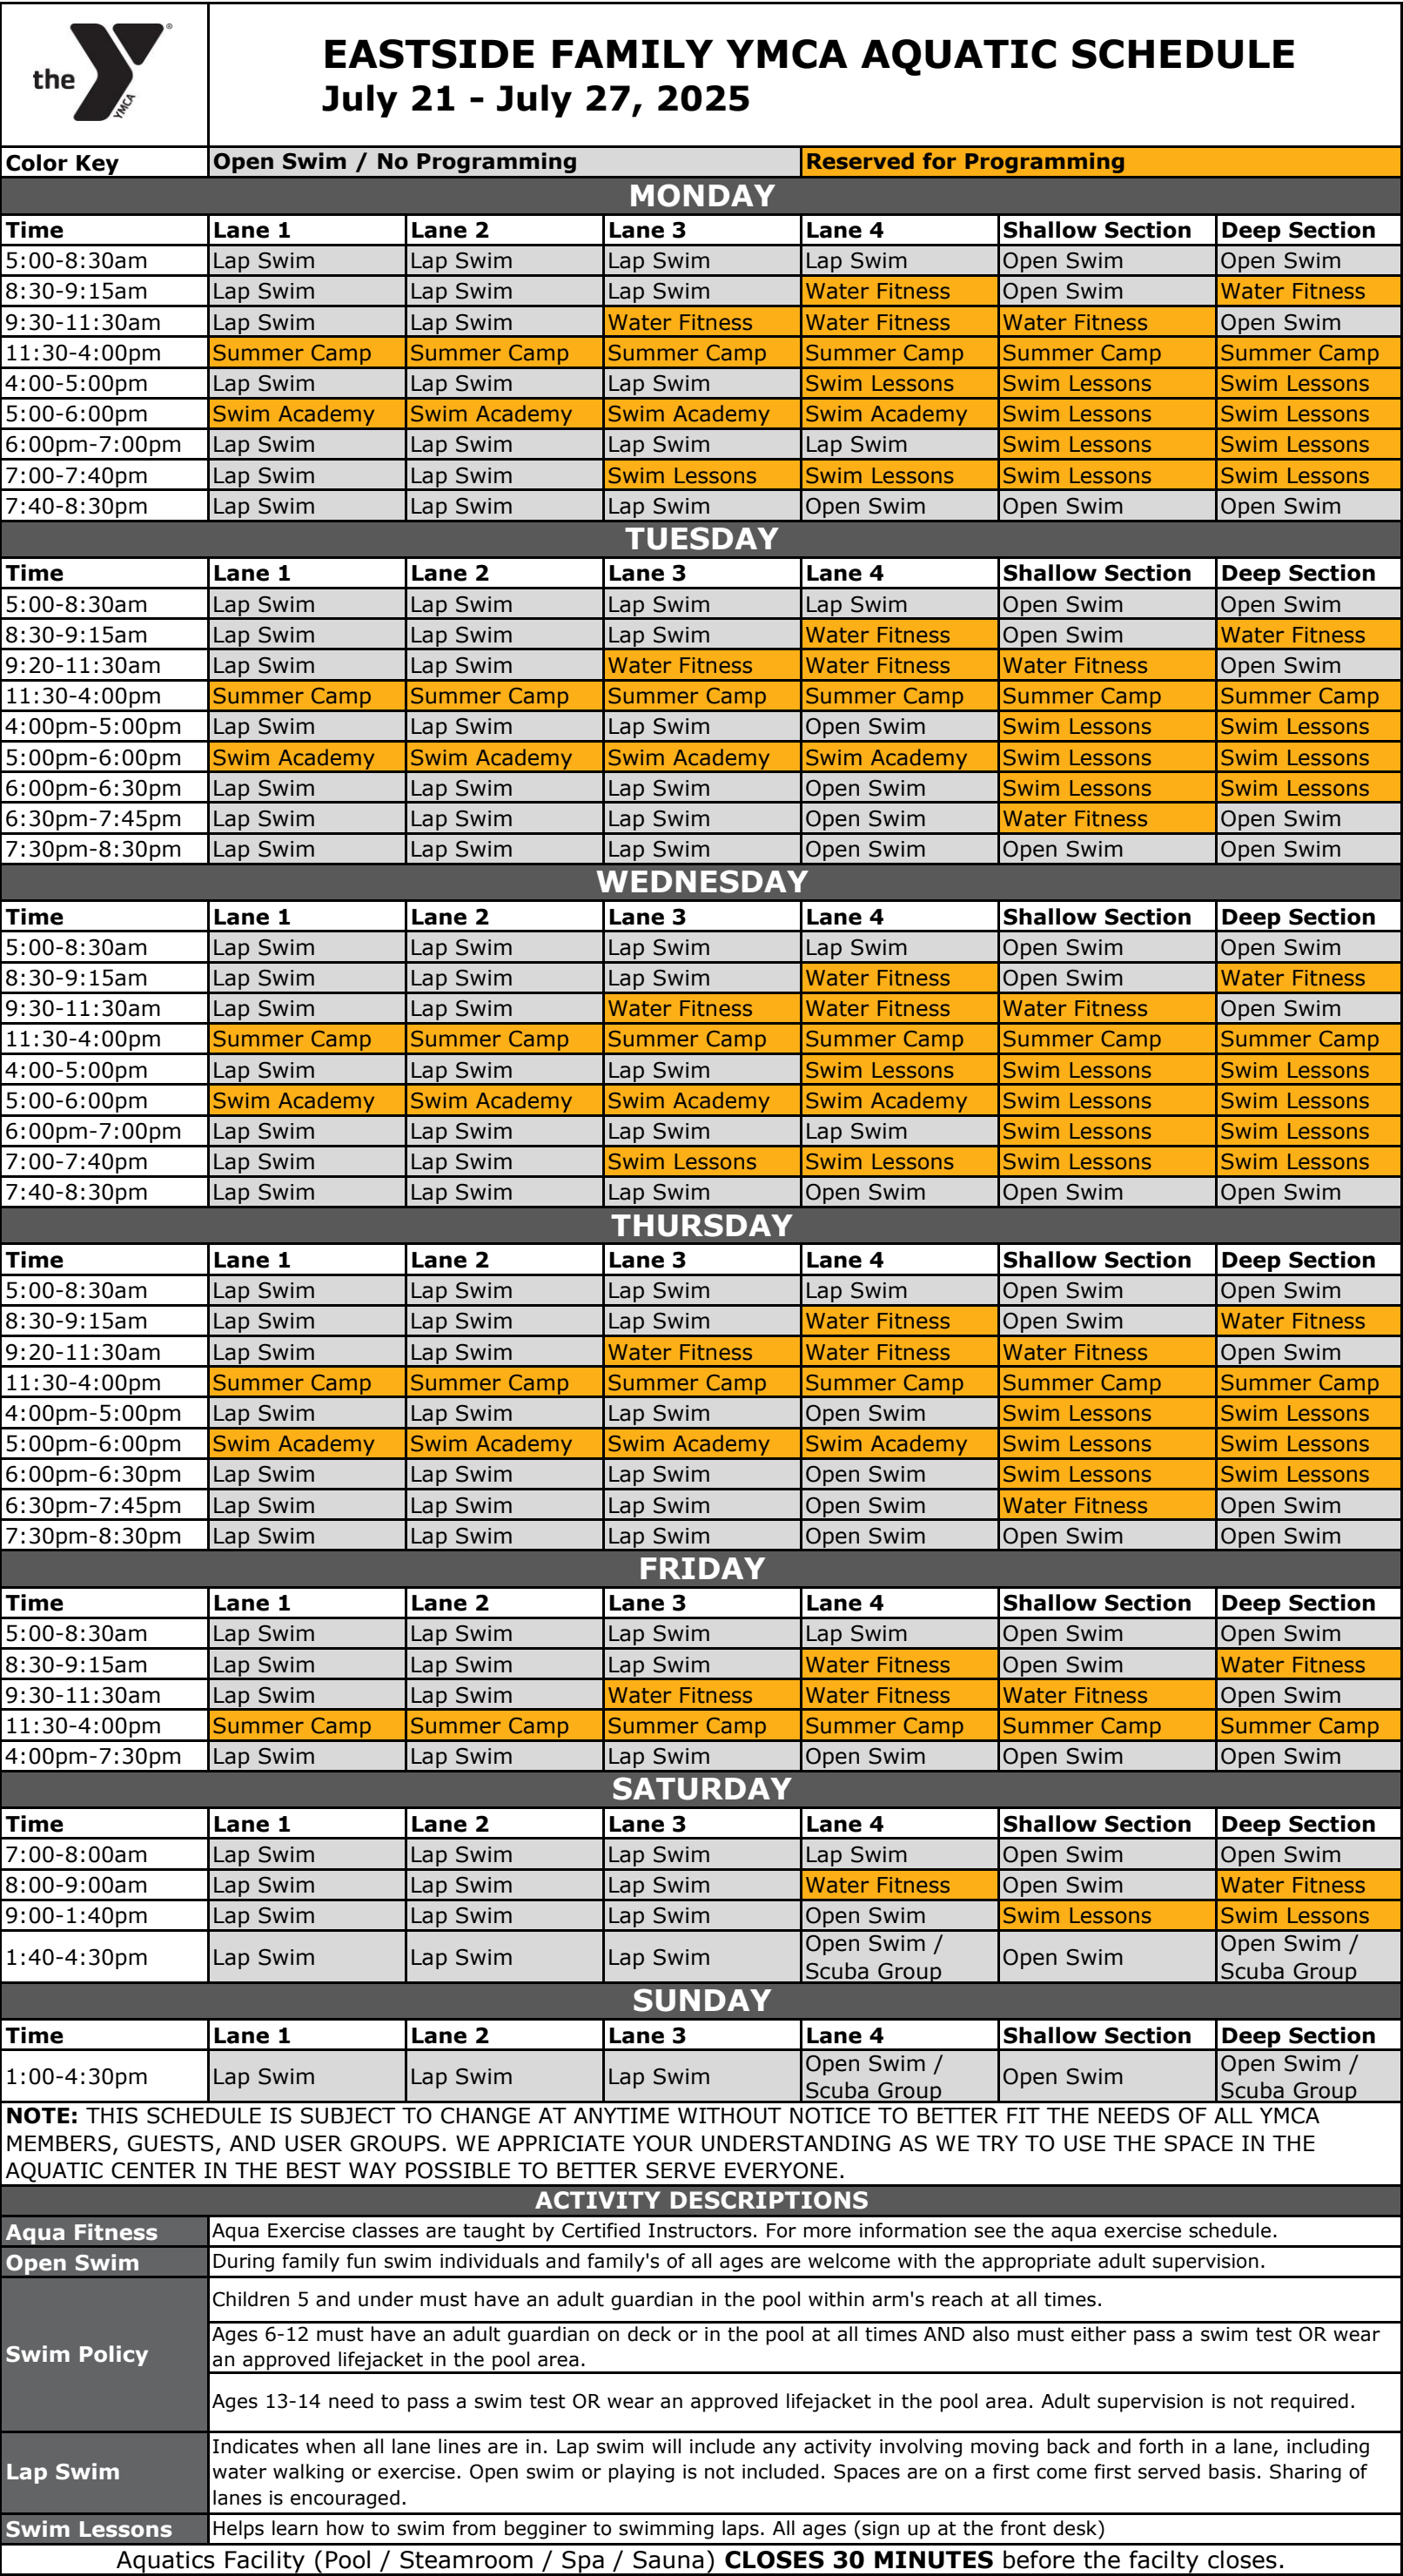 the
YMCA
®
EASTSIDE FAMILY YMCA AQUATIC SCHEDULE
July 21 - July 27, 2025
Color Key Open Swim / No Programming Reserved for Programming
MONDAY
Time Lane 1 Lane 2 Lane 3 Lane 4 Shallow Section Deep Section
5:00-8:30am Lap Swim Lap Swim Lap Swim Lap Swim Open Swim Open Swim
8:30-9:15am Lap Swim Lap Swim Lap Swim Water Fitness Open Swim Water Fitness
9:30-11:30am Lap Swim Lap Swim Water Fitness Water Fitness Water Fitness Open Swim
11:30-4:00pm Summer Camp Summer Camp Summer Camp Summer Camp Summer Camp Summer Camp
4:00-5:00pm Lap Swim Lap Swim Lap Swim Swim Lessons Swim Lessons Swim Lessons
5:00-6:00pm Swim Academy Swim Academy Swim Academy Swim Academy Swim Lessons Swim Lessons
6:00pm-7:00pm Lap Swim Lap Swim Lap Swim Lap Swim Swim Lessons Swim Lessons
7:00-7:40pm Lap Swim Lap Swim Swim Lessons Swim Lessons Swim Lessons Swim Lessons
7:40-8:30pm Lap Swim Lap Swim Lap Swim Open Swim Open Swim Open Swim
TUESDAY
Time Lane 1 Lane 2 Lane 3 Lane 4 Shallow Section Deep Section
5:00-8:30am Lap Swim Lap Swim Lap Swim Lap Swim Open Swim Open Swim
8:30-9:15am Lap Swim Lap Swim Lap Swim Water Fitness Open Swim Water Fitness
9:20-11:30am Lap Swim Lap Swim Water Fitness Water Fitness Water Fitness Open Swim
11:30-4:00pm Summer Camp Summer Camp Summer Camp Summer Camp Summer Camp Summer Camp
4:00pm-5:00pm Lap Swim Lap Swim Lap Swim Open Swim Swim Lessons Swim Lessons
5:00pm-6:00pm Swim Academy Swim Academy Swim Academy Swim Academy Swim Lessons Swim Lessons
6:00pm-6:30pm Lap Swim Lap Swim Lap Swim Open Swim Swim Lessons Swim Lessons
6:30pm-7:45pm Lap Swim Lap Swim Lap Swim Open Swim Water Fitness Open Swim
7:30pm-8:30pm Lap Swim Lap Swim Lap Swim Open Swim Open Swim Open Swim
WEDNESDAY
Time Lane 1 Lane 2 Lane 3 Lane 4 Shallow Section Deep Section
5:00-8:30am Lap Swim Lap Swim Lap Swim Lap Swim Open Swim Open Swim
8:30-9:15am Lap Swim Lap Swim Lap Swim Water Fitness Open Swim Water Fitness
9:30-11:30am Lap Swim Lap Swim Water Fitness Water Fitness Water Fitness Open Swim
11:30-4:00pm Summer Camp Summer Camp Summer Camp Summer Camp Summer Camp Summer Camp
4:00-5:00pm Lap Swim Lap Swim Lap Swim Swim Lessons Swim Lessons Swim Lessons
5:00-6:00pm Swim Academy Swim Academy Swim Academy Swim Academy Swim Lessons Swim Lessons
6:00pm-7:00pm Lap Swim Lap Swim Lap Swim Lap Swim Swim Lessons Swim Lessons
7:00-7:40pm Lap Swim Lap Swim Swim Lessons Swim Lessons Swim Lessons Swim Lessons
7:40-8:30pm Lap Swim Lap Swim Lap Swim Open Swim Open Swim Open Swim
THURSDAY
Time Lane 1 Lane 2 Lane 3 Lane 4 Shallow Section Deep Section
5:00-8:30am Lap Swim Lap Swim Lap Swim Lap Swim Open Swim Open Swim
8:30-9:15am Lap Swim Lap Swim Lap Swim Water Fitness Open Swim Water Fitness
9:20-11:30am Lap Swim Lap Swim Water Fitness Water Fitness Water Fitness Open Swim
11:30-4:00pm Summer Camp Summer Camp Summer Camp Summer Camp Summer Camp Summer Camp
4:00pm-5:00pm Lap Swim Lap Swim Lap Swim Open Swim Swim Lessons Swim Lessons
5:00pm-6:00pm Swim Academy Swim Academy Swim Academy Swim Academy Swim Lessons Swim Lessons
6:00pm-6:30pm Lap Swim Lap Swim Lap Swim Open Swim Swim Lessons Swim Lessons
6:30pm-7:45pm Lap Swim Lap Swim Lap Swim Open Swim Water Fitness Open Swim
7:30pm-8:30pm Lap Swim Lap Swim Lap Swim Open Swim Open Swim Open Swim
FRIDAY
Time Lane 1 Lane 2 Lane 3 Lane 4 Shallow Section Deep Section
5:00-8:30am Lap Swim Lap Swim Lap Swim Lap Swim Open Swim Open Swim
8:30-9:15am Lap Swim Lap Swim Lap Swim Water Fitness Open Swim Water Fitness
9:30-11:30am Lap Swim Lap Swim Water Fitness Water Fitness Water Fitness Open Swim
11:30-4:00pm Summer Camp Summer Camp Summer Camp Summer Camp Summer Camp Summer Camp
4:00pm-7:30pm Lap Swim Lap Swim Lap Swim Open Swim Open Swim Open Swim
SATURDAY
Time Lane 1 Lane 2 Lane 3 Lane 4 Shallow Section Deep Section
7:00-8:00am Lap Swim Lap Swim Lap Swim Lap Swim Open Swim Open Swim
8:00-9:00am Lap Swim Lap Swim Lap Swim Water Fitness Open Swim Water Fitness
9:00-1:40pm Lap Swim Lap Swim Lap Swim Open Swim Swim Lessons Swim Lessons
1:40-4:30pm Lap Swim Lap Swim Lap Swim Open Swim / Scuba Group Open Swim Open Swim / Scuba Group
SUNDAY
Time Lane 1 Lane 2 Lane 3 Lane 4 Shallow Section Deep Section
1:00-4:30pm Lap Swim Lap Swim Lap Swim Open Swim / Scuba Group Open Swim Open Swim / Scuba Group
NOTE: THIS SCHEDULE IS SUBJECT TO CHANGE AT ANYTIME WITHOUT NOTICE TO BETTER FIT THE NEEDS OF ALL YMCA
MEMBERS, GUESTS, AND USER GROUPS. WE APPRICIATE YOUR UNDERSTANDING AS WE TRY TO USE THE SPACE IN THE
AQUATIC CENTER IN THE BEST WAY POSSIBLE TO BETTER SERVE EVERYONE.
ACTIVITY DESCRIPTIONS
Aqua Fitness Aqua Exercise classes are taught by Certified Instructors. For more information see the aqua exercise schedule.
Open Swim During family fun swim individuals and family's of all ages are welcome with the appropriate adult supervision.
Swim Policy
Children 5 and under must have an adult guardian in the pool within arm's reach at all times.
Ages 6-12 must have an adult guardian on deck or in the pool at all times AND also must either pass a swim test OR wear
an approved lifejacket in the pool area.
Ages 13-14 need to pass a swim test OR wear an approved lifejacket in the pool area. Adult supervision is not required.
Lap Swim
Indicates when all lane lines are in. Lap swim will include any activity involving moving back and forth in a lane, including
water walking or exercise. Open swim or playing is not included. Spaces are on a first come first served basis. Sharing of
lanes is encouraged.
Swim Lessons Helps learn how to swim from begginer to swimming laps. All ages (sign up at the front desk)
Aquatics Facility (Pool / Steamroom / Spa / Sauna) CLOSES 30 MINUTES before the facilty closes.